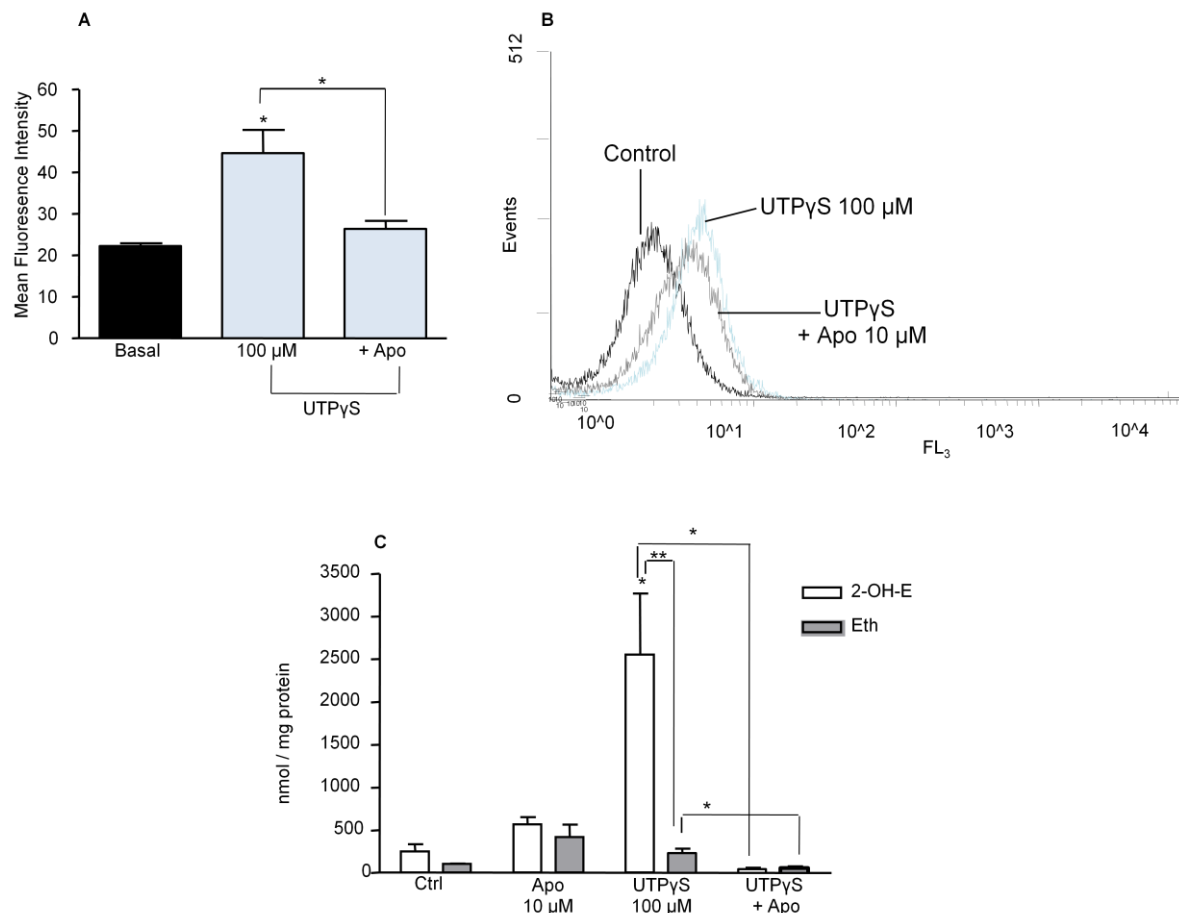 A
Mean Fluoresence Intensity
60
50
40
30
20
10
0
*
*
Basal
100 µM
+ Apo
UTPγS
B
Events
512
0
Control
UTPγS 100 µM
UTPγS
+ Apo 10 µM
10^0
10^1
10^2
10^3
10^4
FL₃
C
nmol / mg protein
3500
3000
2500
2000
1500
1000
500
0
*
**
*
*
2-OH-E
Eth
Ctrl
Apo
10 µM
UTPγS
100 µM
UTPγS
+ Apo